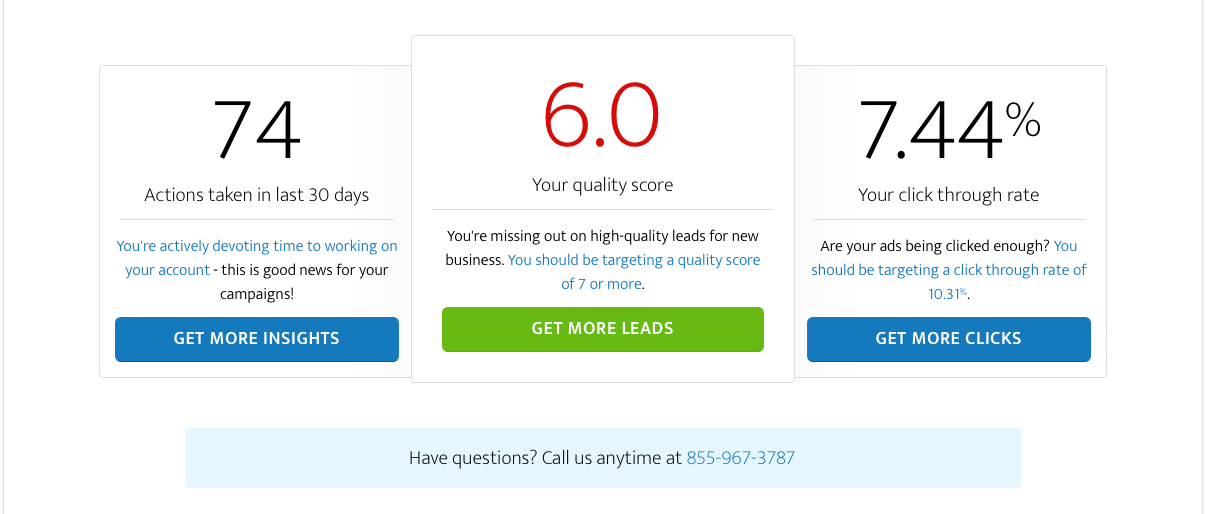 74
Actions taken in last 30 days
You're actively devoting time to working on
your account - this is good news for your
campaigns!
GET MORE INSIGHTS
6.0
Your quality score
You're missing out on high-quality leads for new
business. You should be targeting a quality score
of 7 or more.
GET MORE LEADS
7.44%
Your click through rate
Are your ads being clicked enough? You
should be targeting a click through rate of
10.31%.
GET MORE CLICKS
Have questions? Call us anytime at 855-967-3787